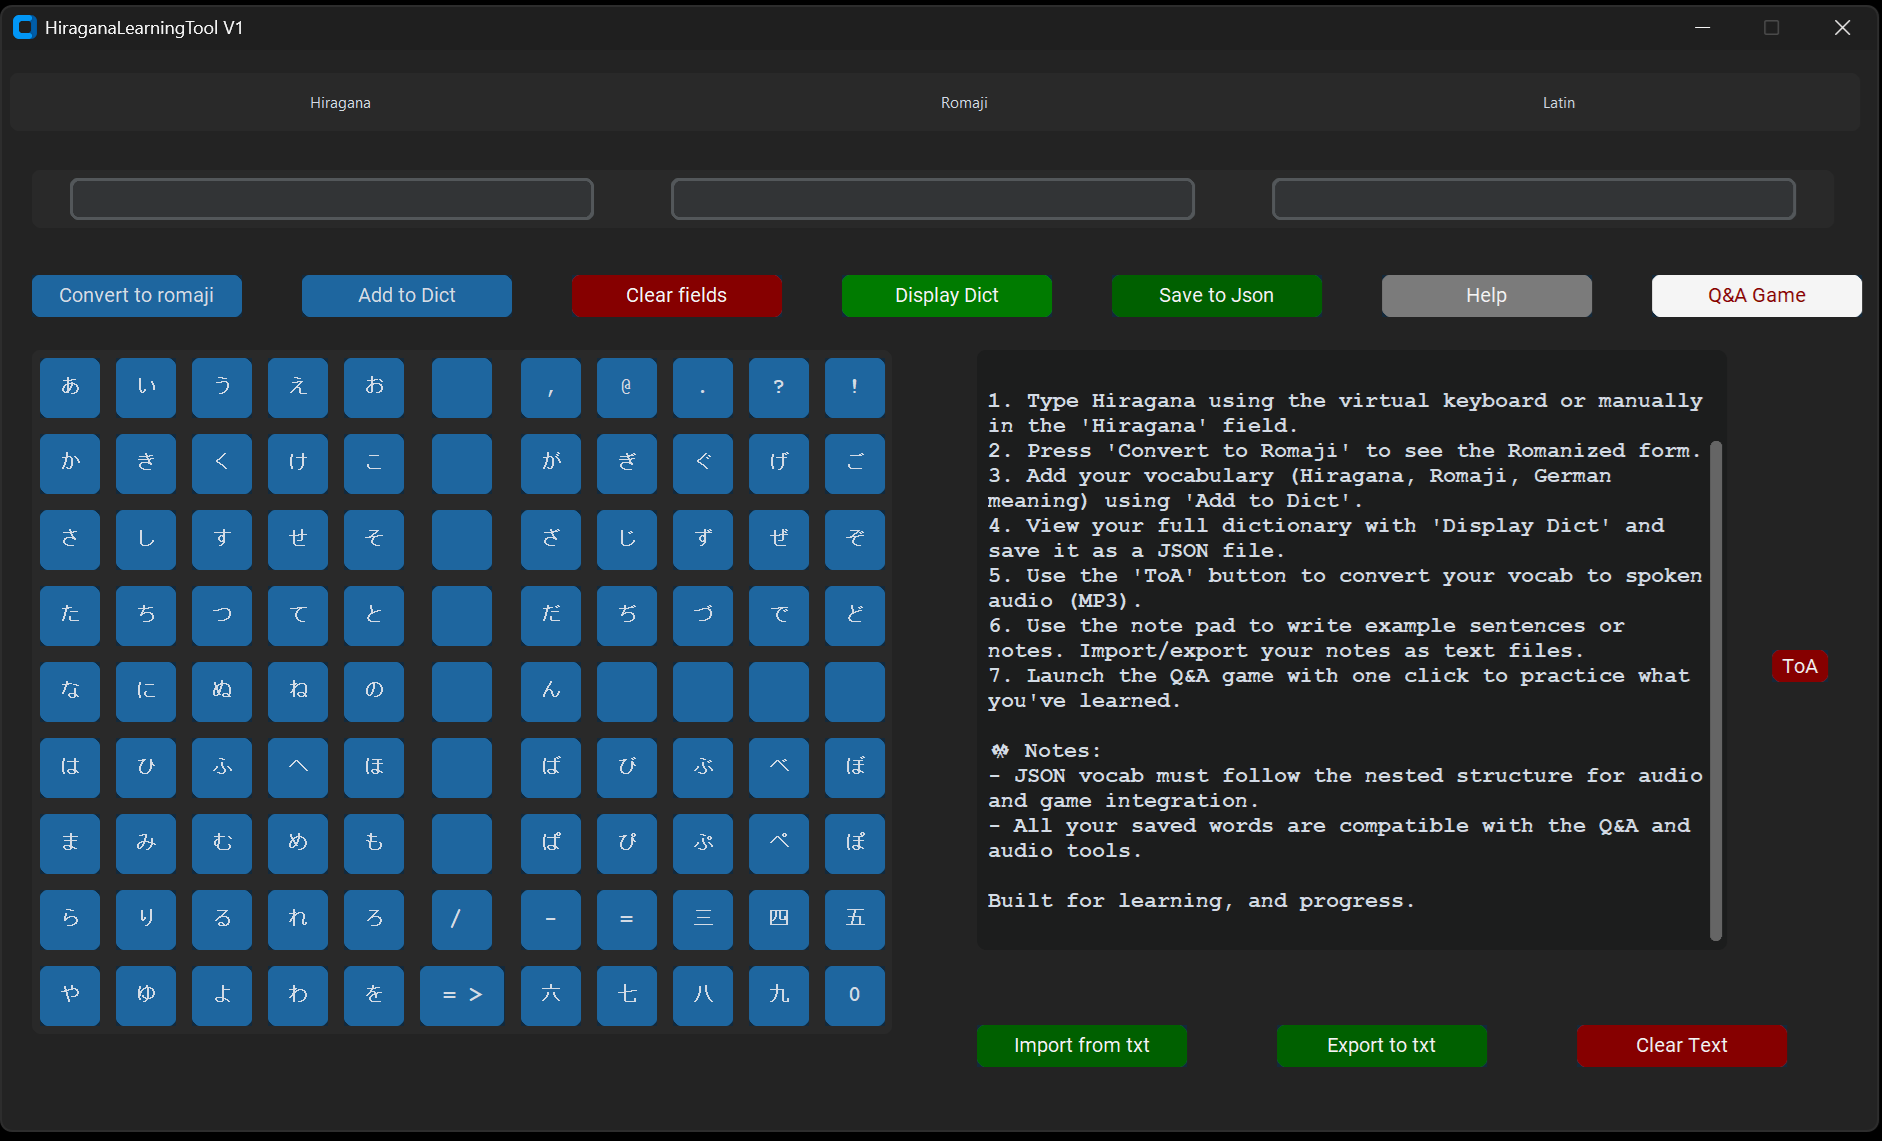 HiraganaLearningTool V1
Hiragana Romaji Latin
Convert to romaji Add to Dict Clear fields Display Dict Save to Json Help Q&A Game
あ い う え お , @ . ? !
か き く け こ が ぎ ぐ げ ご
さ し す せ そ ざ じ ず ぜ ぞ
た ち つ て と だ ぢ づ で ど
な に ぬ ね の ん
は ひ ふ へ ほ ば び ぶ べ ぼ
ま み む め も ぱ ぴ ぷ ぺ ぽ
ら り る れ ろ / - = 三 四 五
や ゆ よ わ を = > 六 七 八 九 0
1. Type Hiragana using the virtual keyboard or manually
in the 'Hiragana' field.
2. Press 'Convert to Romaji' to see the Romanized form.
3. Add your vocabulary (Hiragana, Romaji, German
meaning) using 'Add to Dict'.
4. View your full dictionary with 'Display Dict' and
save it as a JSON file.
5. Use the 'ToA' button to convert your vocab to spoken
audio (MP3).
6. Use the note pad to write example sentences or
notes. Import/export your notes as text files.
7. Launch the Q&A game with one click to practice what
you've learned.
🎌 Notes:
- JSON vocab must follow the nested structure for audio
and game integration.
- All your saved words are compatible with the Q&A and
audio tools.
Built for learning, and progress.
ToA
Import from txt Export to txt Clear Text